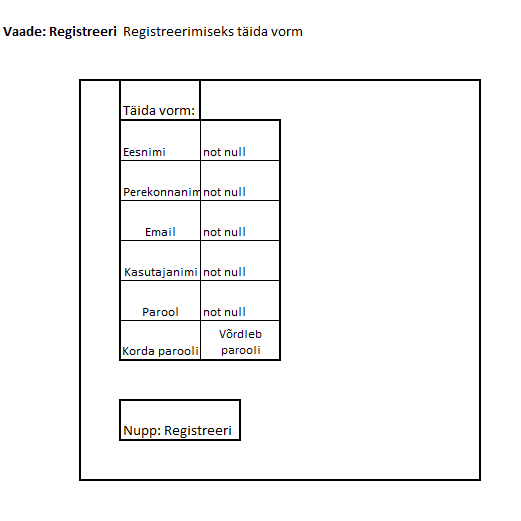 Vaade: Registreeri Registreerimiseks täida vorm
Täida vorm:
Eesnimi not null
Perekonnanim not null
Email not null
Kasutajanimi not null
Parool not null
Korda parooli Võrdleb
parooli
Nupp: Registreeri